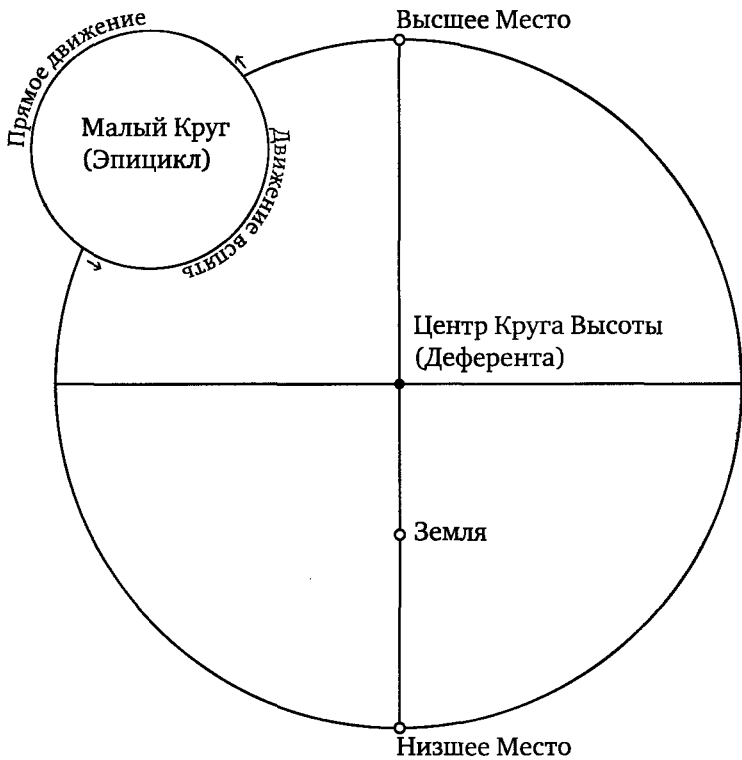 Высшее Место
Прямое движение
Малый Круг
(Эпицикл)
Движение вспять
Центр Круга Высоты
(Деферента)
Земля
Низшее Место